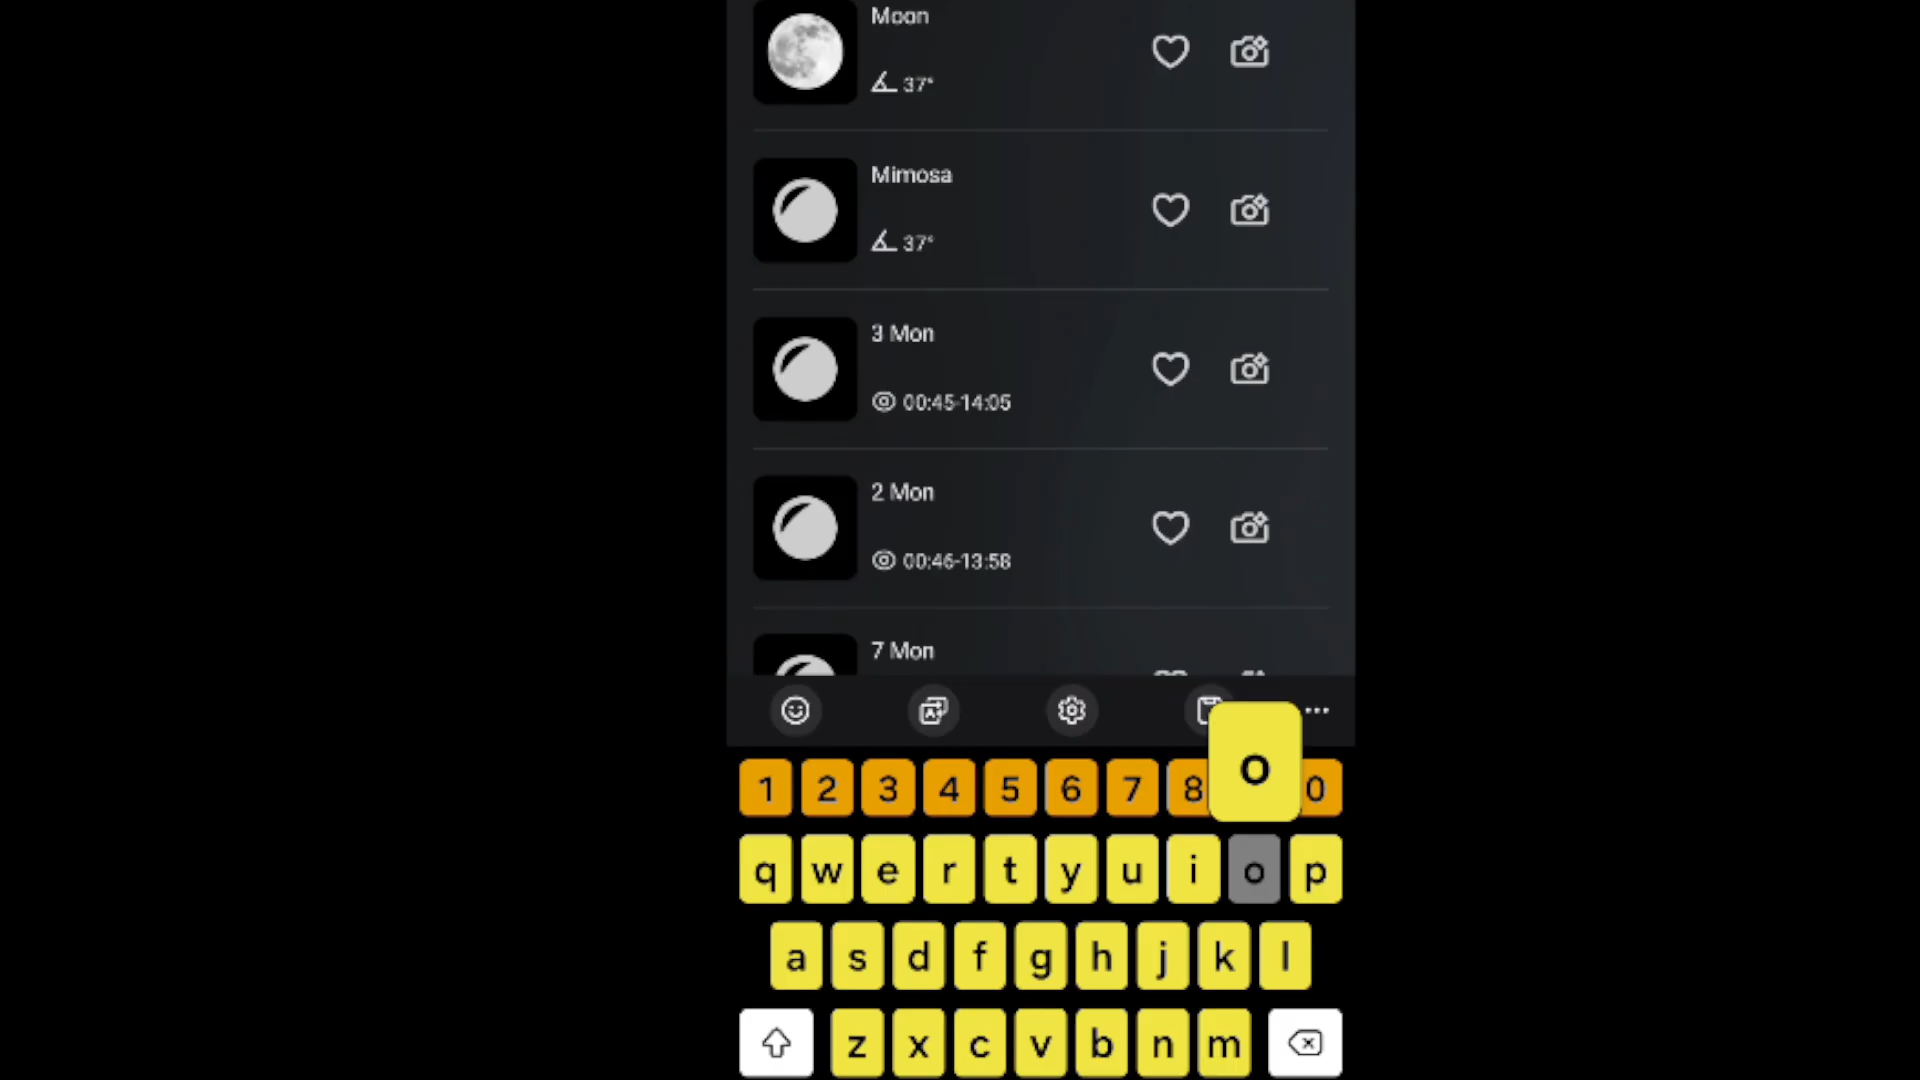 Moon
37°
Mimosa
37°
3 Mon
00:45-14:05
2 Mon
00:46-13:58
7 Mon
o
1 2 3 4 5 6 7 8 0
q w e r t y u i o p
a s d f g h j k l
z x c v b n m